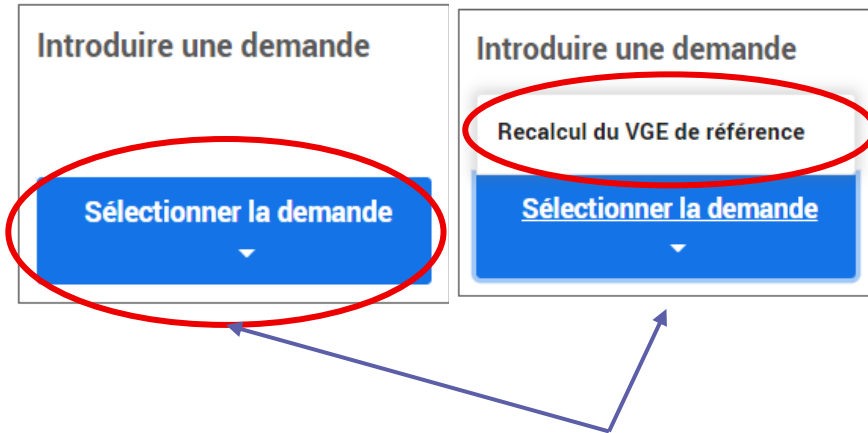 Introduire une demande
Sélectionner la demande
Introduire une demande
Recalcul du VGE de référence
Sélectionner la demande